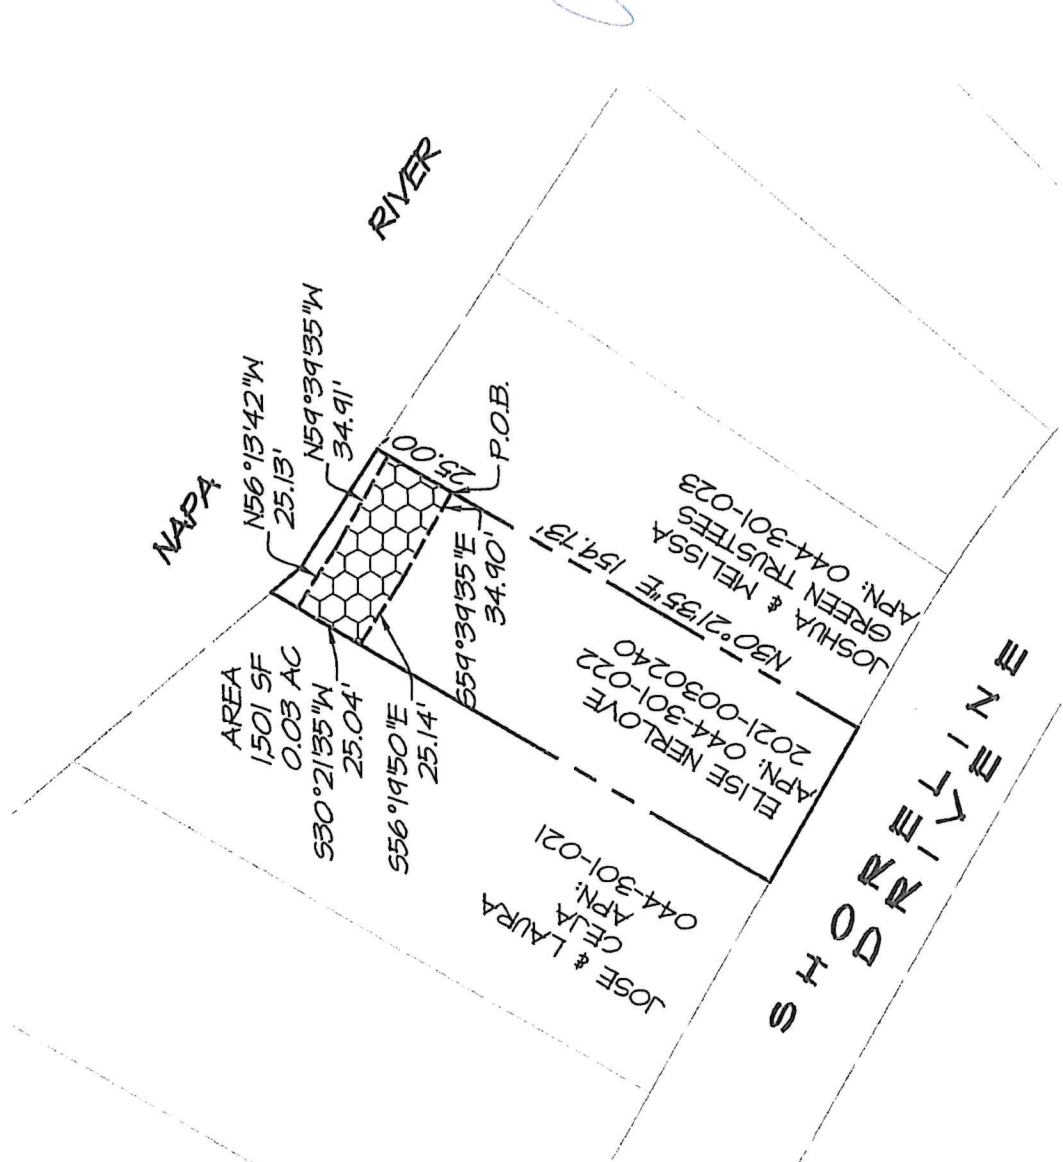 NAPA
RIVER
N56°13'42"W
25.13'
N59°39'35"W
34.91'
25.00
P.O.B.
AREA
1,501 SF
0.03 AC
S30°21'35"W
25.04'
S56°19'50"E
25.14'
S59°39'35"E
34.90'
N30°21'35"E 159.73'
JOSE & LAURA
CEJA
APN:
044-301-021
ELISE NERLOVE
APN: 044-301-022
2021-0030240
JOSHUA & MELISSA
GREEN TRUSTEES
APN: 044-301-023
SHORELINE
DRIVE